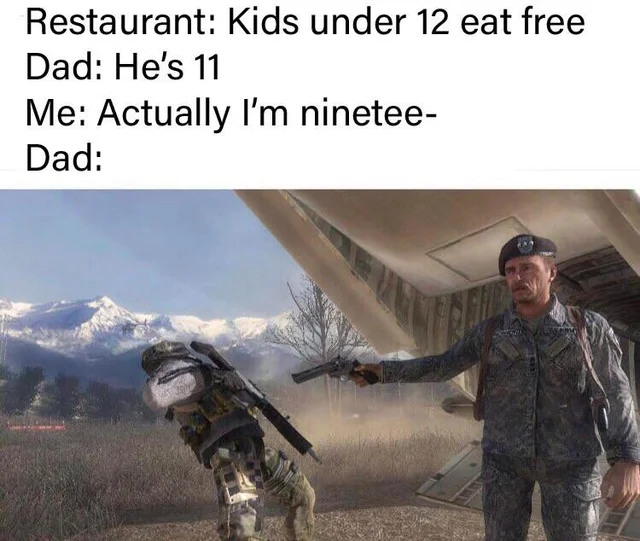 Restaurant: Kids under 12 eat free
Dad: He's 11
Me: Actually I'm ninetee-
Dad: